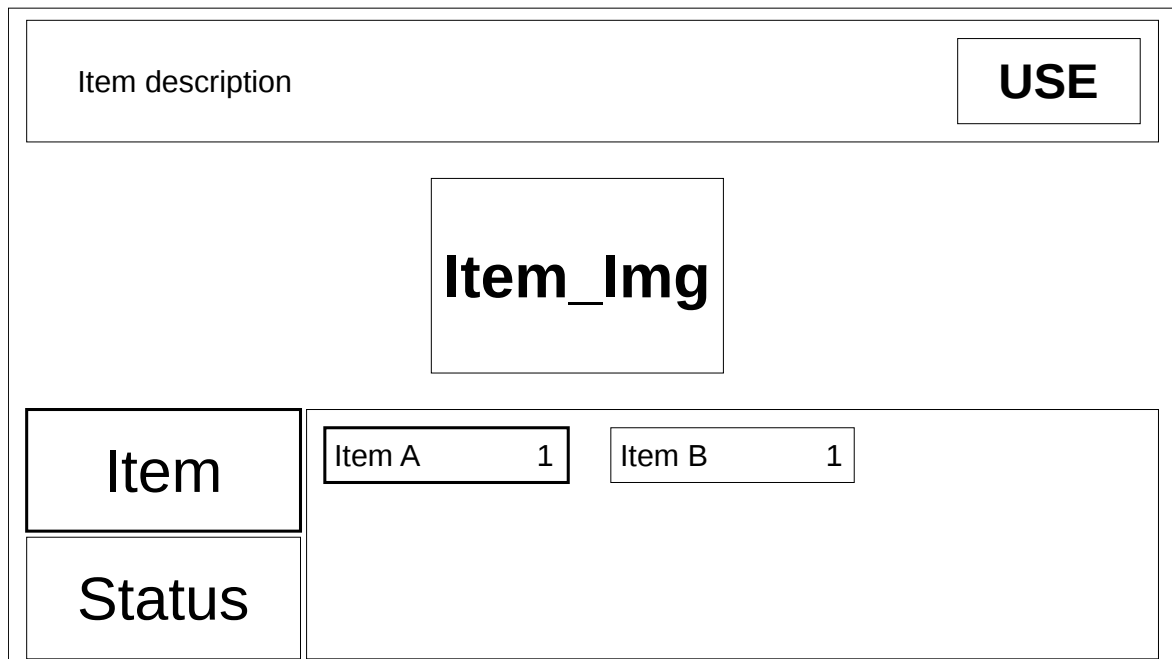 Item description
USE
Item_Img
Item
Item A 1
Item B 1
Status